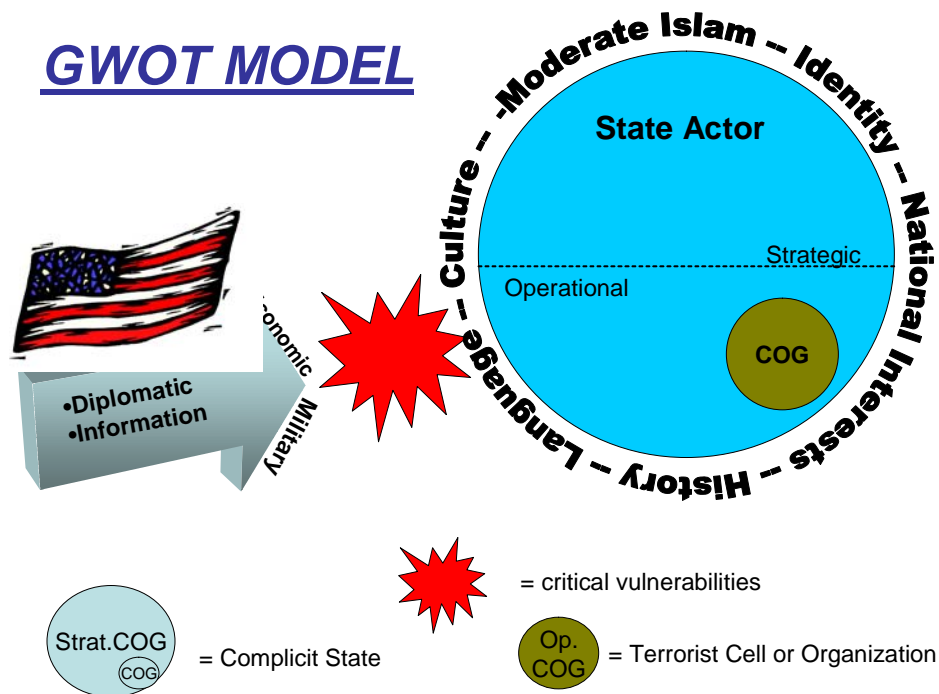 GWOT MODEL
Language -- Culture -- -Moderate Islam -- Identity -- National Interests -- History --
State Actor
Strategic
Operational
COG
conomic
Military
•Diplomatic
•Information
= critical vulnerabilities
Strat.COG
COG
= Complicit State
Op.
COG
= Terrorist Cell or Organization